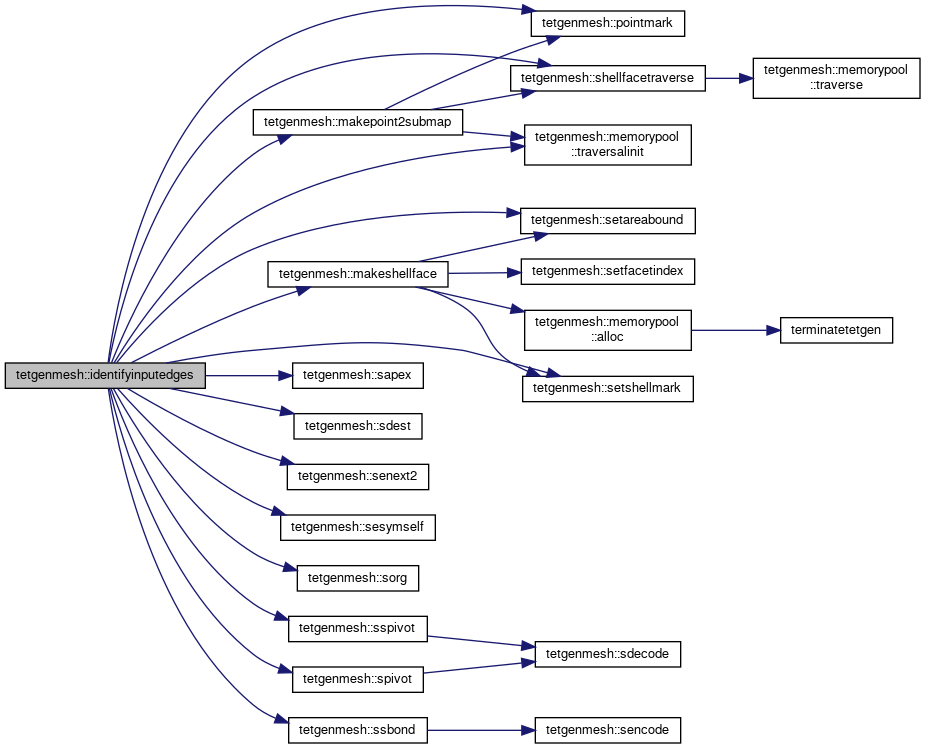 tetgenmesh::pointmark
tetgenmesh::shellfacetraverse
tetgenmesh::memorypool
::traverse
tetgenmesh::makepoint2submap
tetgenmesh::memorypool
::traversalinit
tetgenmesh::setareabound
tetgenmesh::makeshellface
tetgenmesh::setfacetindex
tetgenmesh::memorypool
::alloc
terminatetetgen
tetgenmesh::identifyinputedges
tetgenmesh::sapex
tetgenmesh::setshellmark
tetgenmesh::sdest
tetgenmesh::senext2
tetgenmesh::sesymself
tetgenmesh::sorg
tetgenmesh::sspivot
tetgenmesh::sdecode
tetgenmesh::spivot
tetgenmesh::ssbond
tetgenmesh::sencode